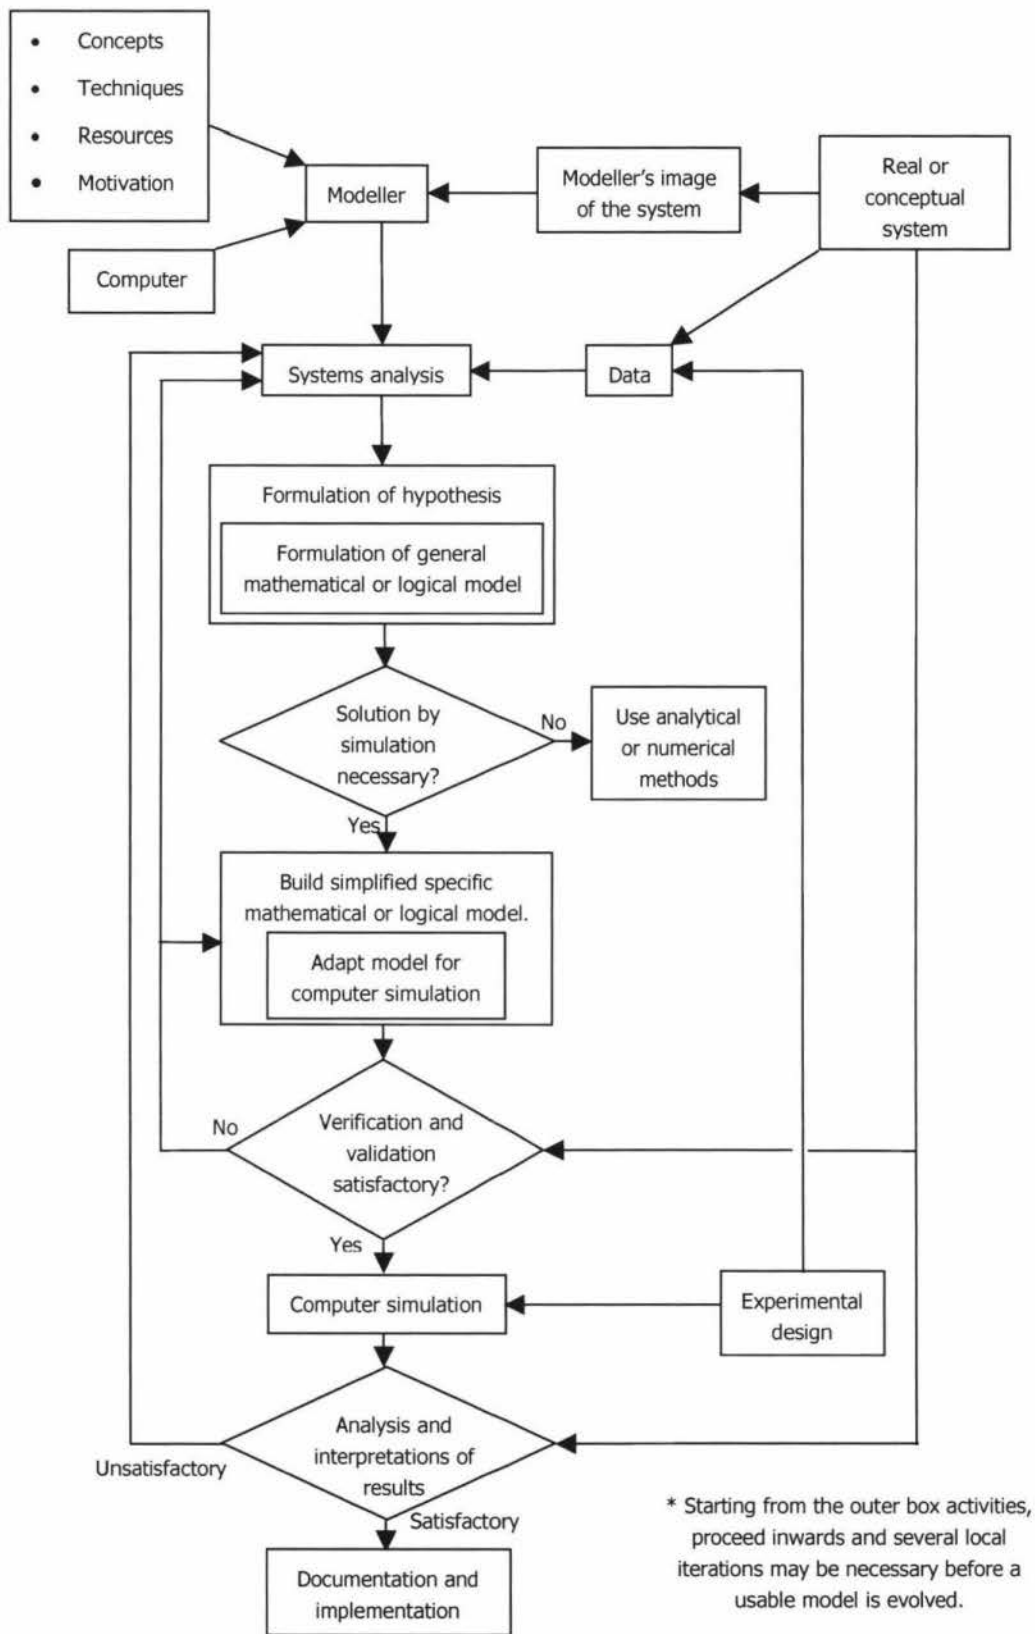 • Concepts
• Techniques
• Resources
• Motivation
Modeller
Modeller's image
of the system
Real or
conceptual
system
Computer
Systems analysis
Data
Formulation of hypothesis
Formulation of general
mathematical or logical model
Solution by
simulation
necessary?
No
Use analytical
or numerical
methods
Yes
Build simplified specific
mathematical or logical model.
Adapt model for
computer simulation
No
Verification and
validation
satisfactory?
Yes
Computer simulation
Experimental
design
Analysis and
interpretations of
results
Unsatisfactory
Satisfactory
Documentation and
implementation
* Starting from the outer box activities,
proceed inwards and several local
iterations may be necessary before a
usable model is evolved.